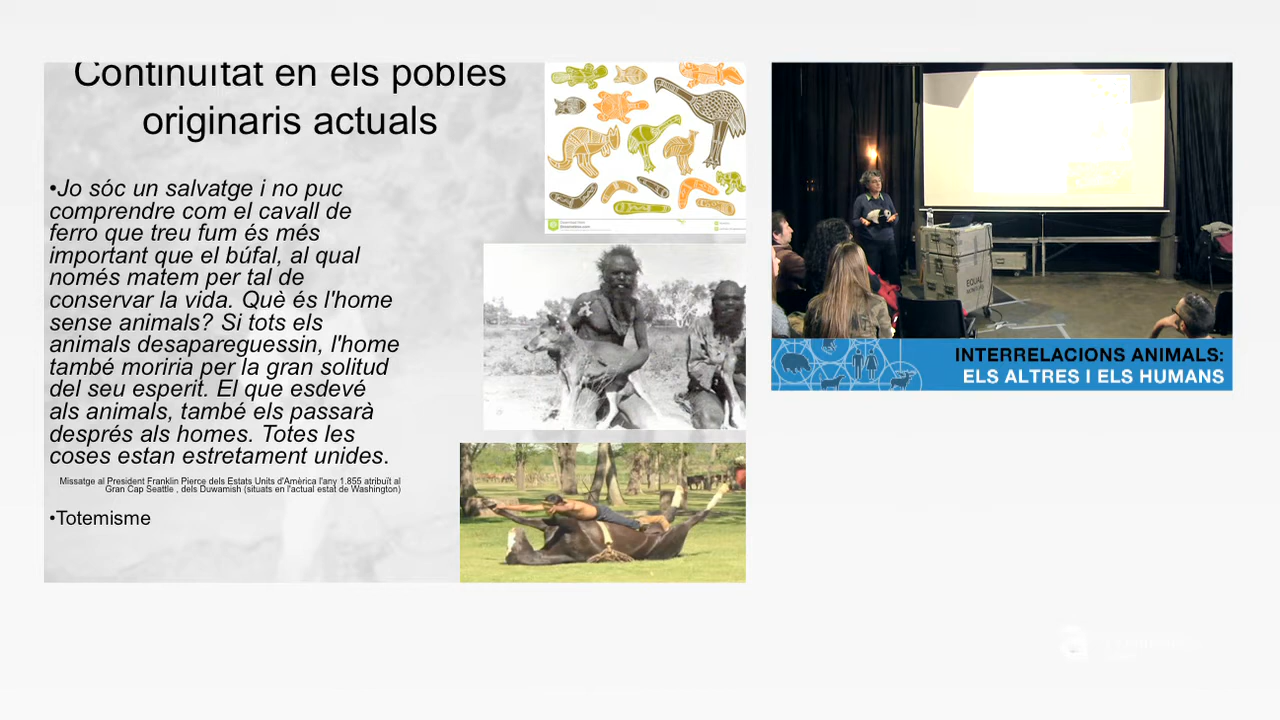 Continuïtat en els pobles
originaris actuals
•Jo sóc un salvatge i no puc
comprendre com el cavall de
ferro que treu fum és més
important que el búfal, al qual
només matem per tal de
conservar la vida. Què és l'home
sense animals? Si tots els
animals desapareguessin, l'home
també moriria per la gran solitud
del seu esperit. El que esdevé
als animals, també els passarà
després als homes. Totes les
coses estan estretament unides.
Missatge al President Franklin Pierce dels Estats Units d'Amèrica l'any 1.855 atribuït al
Gran Cap Seattle , dels Duwamish (situats en l'actual estat de Washington)
•Totemisme
EQUAL
INTERRELACIONS ANIMALS:
ELS ALTRES I ELS HUMANS